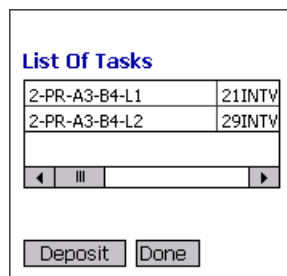 List Of Tasks
2-PR-A3-B4-L1 21INTV
2-PR-A3-B4-L2 29INTV
Deposit Done